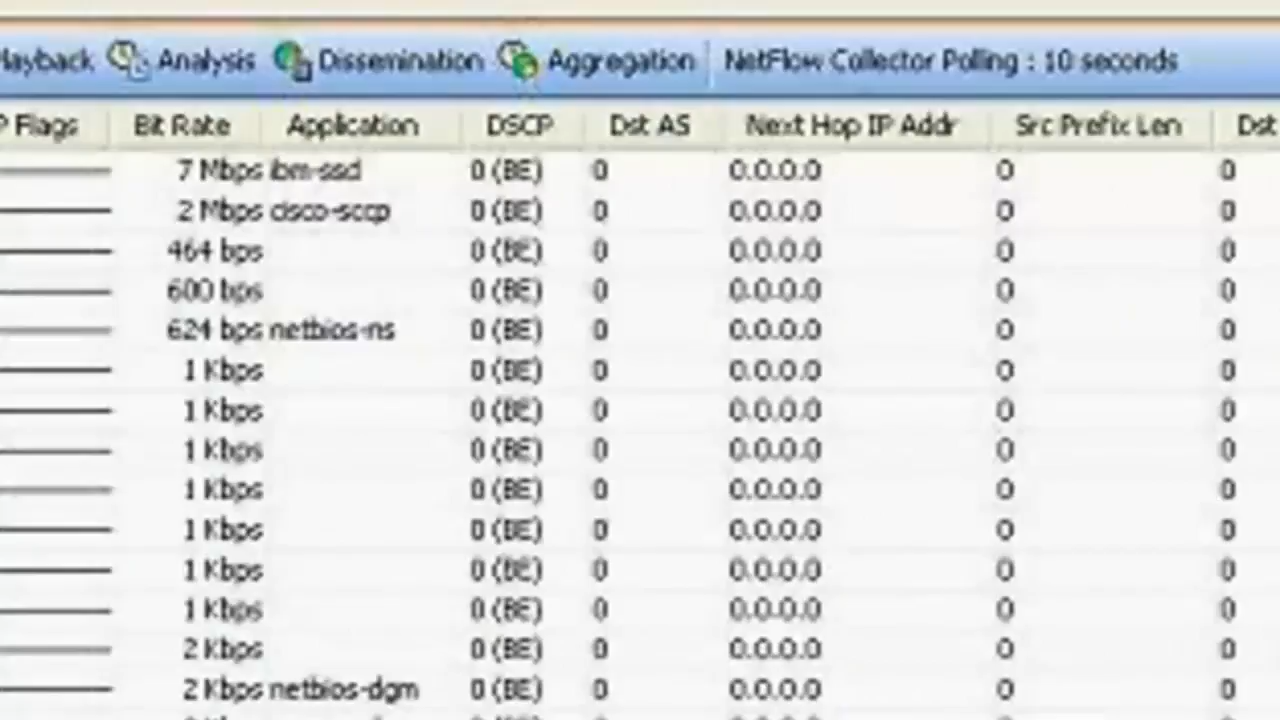 layback Analysis Dissemination Aggregation NetFlow Collector Polling : 10 seconds
P Flags Bit Rate Application DSCP Dst AS Next Hop IP Addr Src Prefix Len Dst
7 Mbps ibm-ssd 0 (BE) 0 0.0.0.0 0 0
2 Mbps cisco-sccp 0 (BE) 0 0.0.0.0 0 0
464 bps 0 (BE) 0 0.0.0.0 0 0
600 bps 0 (BE) 0 0.0.0.0 0 0
624 bps netbios-ns 0 (BE) 0 0.0.0.0 0 0
1 Kbps 0 (BE) 0 0.0.0.0 0 0
1 Kbps 0 (BE) 0 0.0.0.0 0 0
1 Kbps 0 (BE) 0 0.0.0.0 0 0
1 Kbps 0 (BE) 0 0.0.0.0 0 0
1 Kbps 0 (BE) 0 0.0.0.0 0 0
1 Kbps 0 (BE) 0 0.0.0.0 0 0
1 Kbps 0 (BE) 0 0.0.0.0 0 0
2 Kbps 0 (BE) 0 0.0.0.0 0 0
2 Kbps netbios-dgm 0 (BE) 0 0.0.0.0 0 0